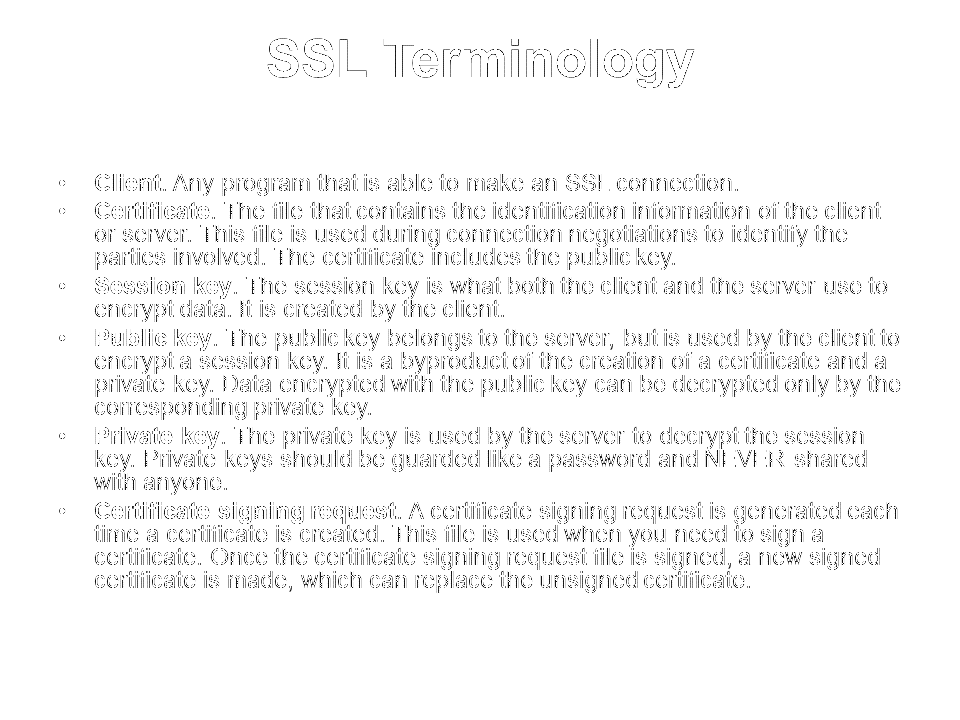 SSL Terminology
• Client. Any program that is able to make an SSL connection.
• Certificate. The file that contains the identification information of the client
or server. This file is used during connection negotiations to identify the
parties involved. The certificate includes the public key.
• Session key. The session key is what both the client and the server use to
encrypt data. It is created by the client.
• Public key. The public key belongs to the server, but is used by the client to
encrypt a session key. It is a byproduct of the creation of a certificate and a
private key. Data encrypted with the public key can be decrypted only by the
corresponding private key.
• Private key. The private key is used by the server to decrypt the session
key. Private keys should be guarded like a password and NEVER shared
with anyone.
• Certificate signing request. A certificate signing request is generated each
time a certificate is created. This file is used when you need to sign a
certificate. Once the certificate signing request file is signed, a new signed
certificate is made, which can replace the unsigned certificate.